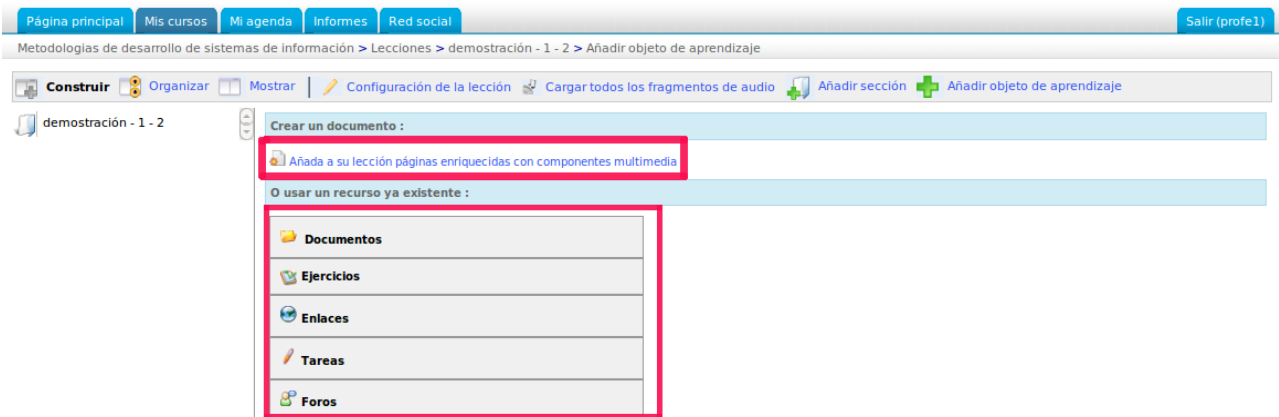 Página principal Mis cursos Mi agenda Informes Red social Salir (profe1)
Metodologias de desarrollo de sistemas de información > Lecciones > demostración - 1 - 2 > Añadir objeto de aprendizaje
Construir Organizar Mostrar Configuración de la lección Cargar todos los fragmentos de audio Añadir sección Añadir objeto de aprendizaje
demostración - 1 - 2
Crear un documento :
Añada a su lección páginas enriquecidas con componentes multimedia
O usar un recurso ya existente :
Documentos
Ejercicios
Enlaces
Tareas
Foros